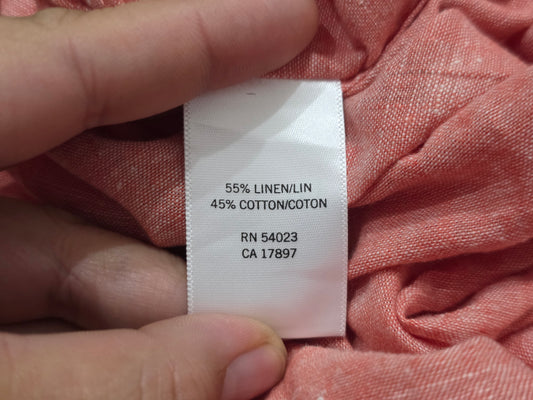 55% LINEN/LIN
45% COTTON/COTON
RN 54023
CA 17897